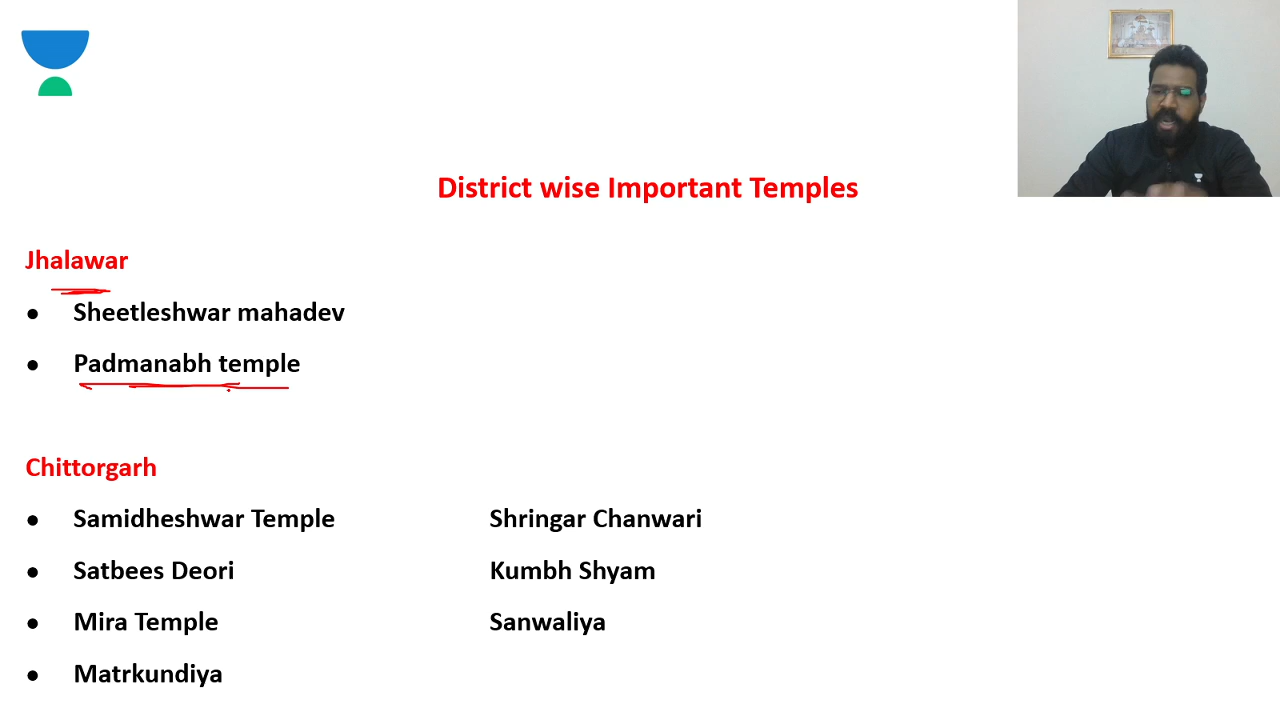 District wise Important Temples
Jhalawar
● Sheetleshwar mahadev
● Padmanabh temple
Chittorgarh
● Samidheshwar Temple Shringar Chanwari
● Satbees Deori Kumbh Shyam
● Mira Temple Sanwaliya
● Matrkundiya